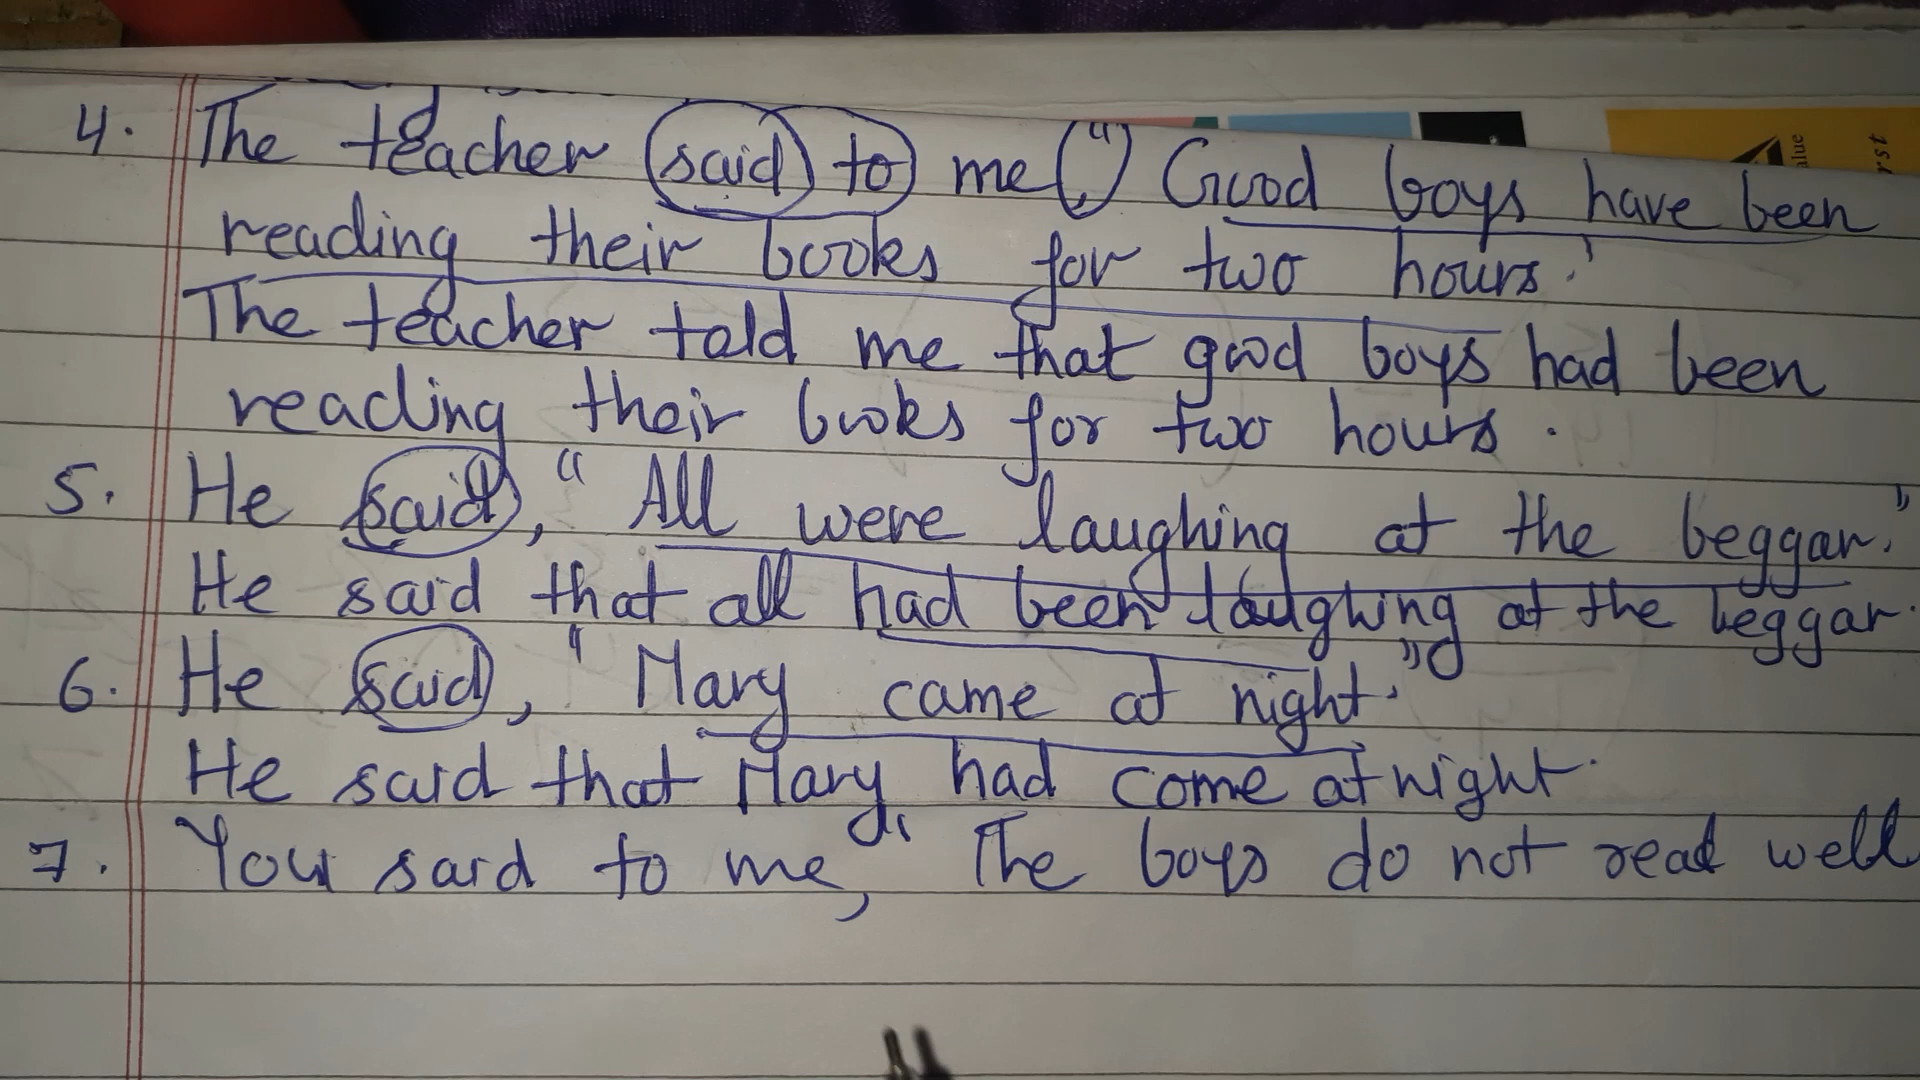 4. The teacher said to me, " Good boys have been
reading their books for two hours."
The teacher told me that good boys had been
reading their books for two hours.
5. He said, " All were laughing at the beggar."
He said that all had been laughing at the beggar.
6. He said, " Mary came at night."
He said that Mary had come at night.
7. You said to me, " The boys do not read well
alue
rst